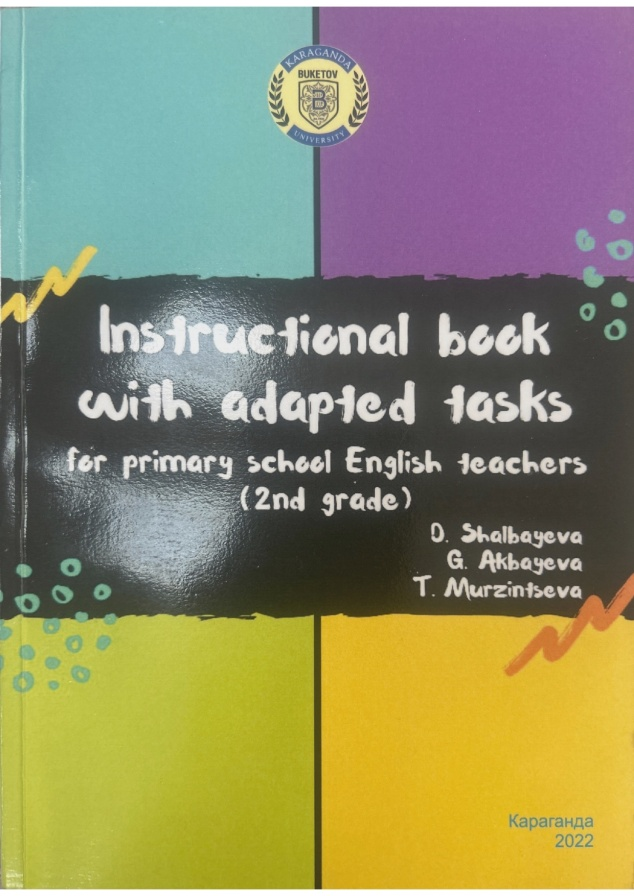 KARAGANDA
BUKETOV
B
UNIVERSITY
Instructional book
with adapted tasks
for primary school English teachers
(2nd grade)
D. Shalbayeva
G. Akbayeva
T. Murzintseva
Караганда
2022